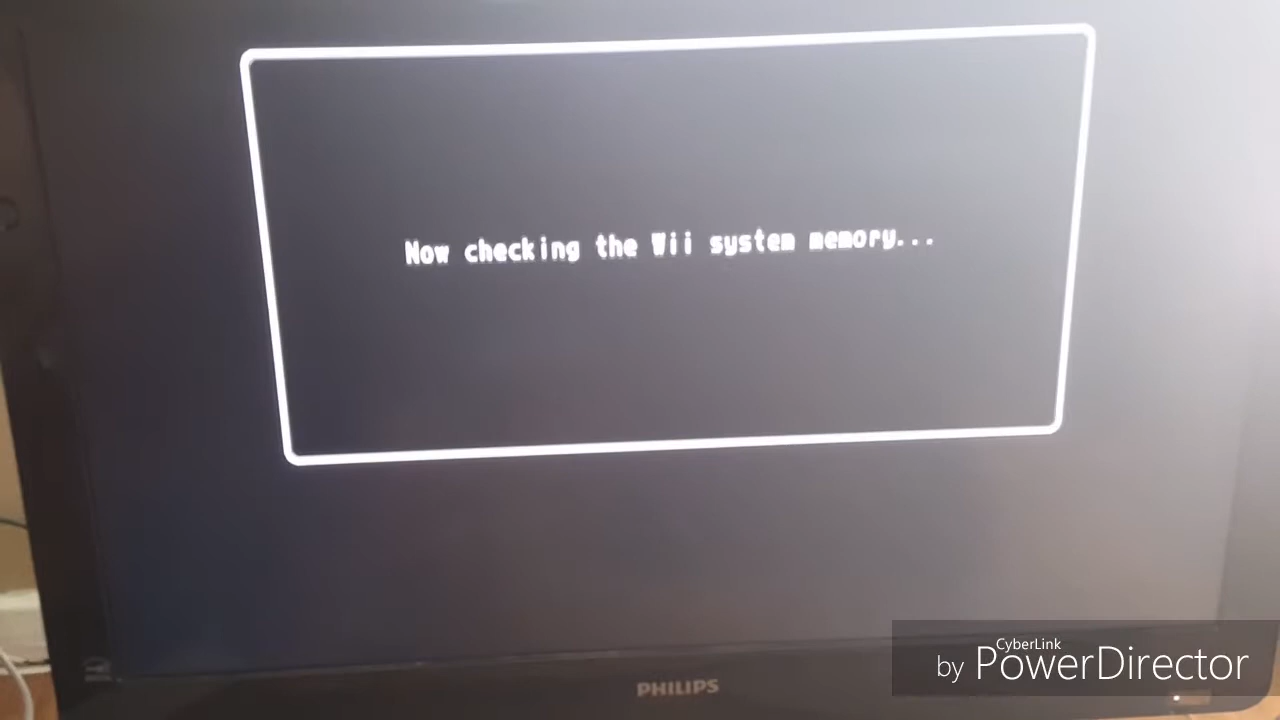 Now checking the Wii system memory...
CyberLink
by PowerDirector
PHILIPS